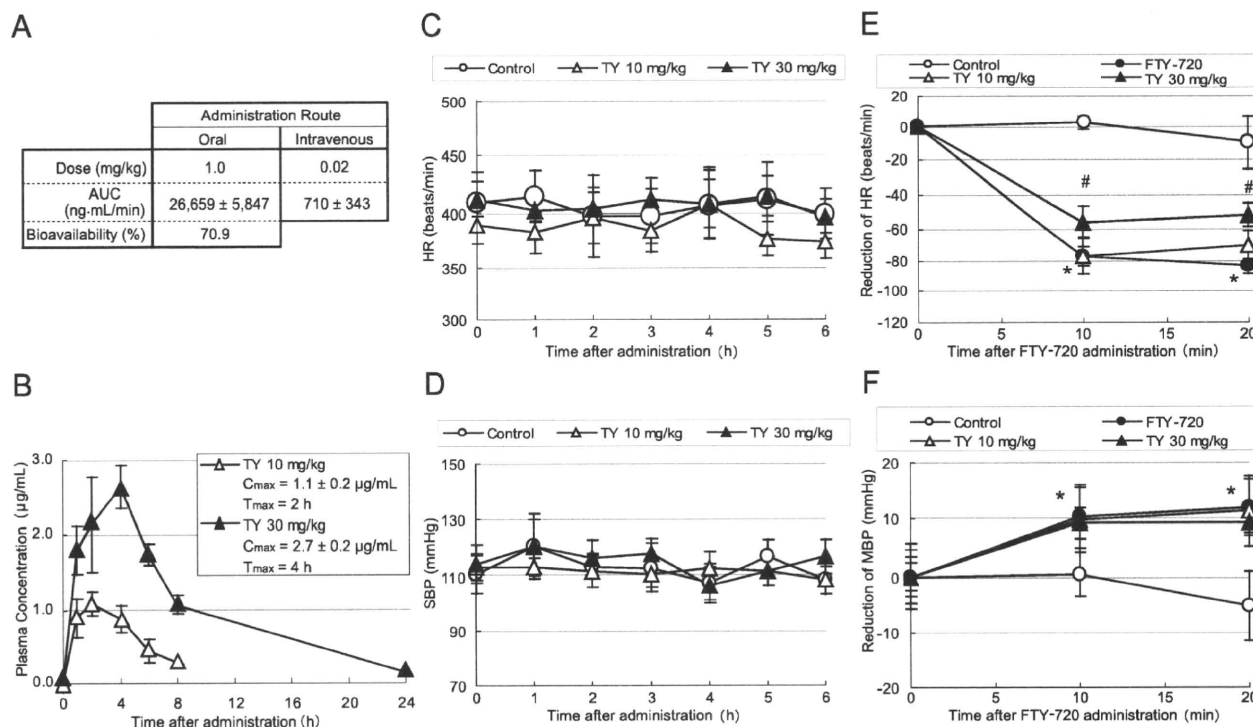 A
Administration Route
Oral Intravenous
Dose (mg/kg) 1.0 0.02
AUC (ng·mL/min) 26,659 ± 5,847 710 ± 343
Bioavailability (%) 70.9
B
Plasma Concentration (µg/mL)
3.0
2.0
1.0
0.0
TY 10 mg/kg
Cmax = 1.1 ± 0.2 µg/mL
Tmax = 2 h
TY 30 mg/kg
Cmax = 2.7 ± 0.2 µg/mL
Tmax = 4 h
0 4 8 12 16 20 24
Time after administration (h)
C
Control TY 10 mg/kg TY 30 mg/kg
HR (beats/min)
500
450
400
350
300
0 1 2 3 4 5 6
Time after administration (h)
D
Control TY 10 mg/kg TY 30 mg/kg
SBP (mmHg)
150
130
110
90
70
0 1 2 3 4 5 6
Time after administration (h)
E
Control FTY-720
TY 10 mg/kg TY 30 mg/kg
Reduction of HR (beats/min)
20
0
-20
-40
-60
-80
-100
-120
# #
* *
0 10 20
Time after FTY-720 administration (min)
F
Control FTY-720
TY 10 mg/kg TY 30 mg/kg
Reduction of MBP (mmHg)
20
10
0
-10
-20
* *
0 10 20
Time after FTY-720 administration (min)